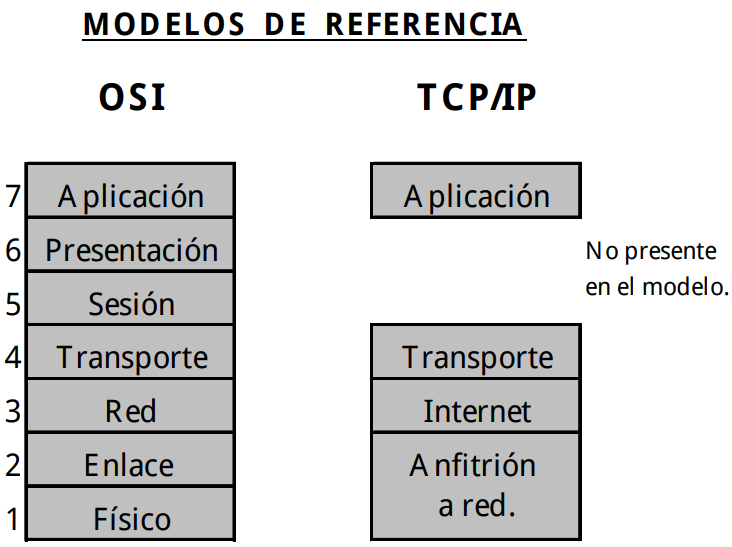 MODELOS DE REFERENCIA
OSI TCP/IP
7 Aplicación Aplicación
6 Presentación No presente
en el modelo.
5 Sesión
4 Transporte Transporte
3 Red Internet
2 Enlace Anfitrión
a red.
1 Físico